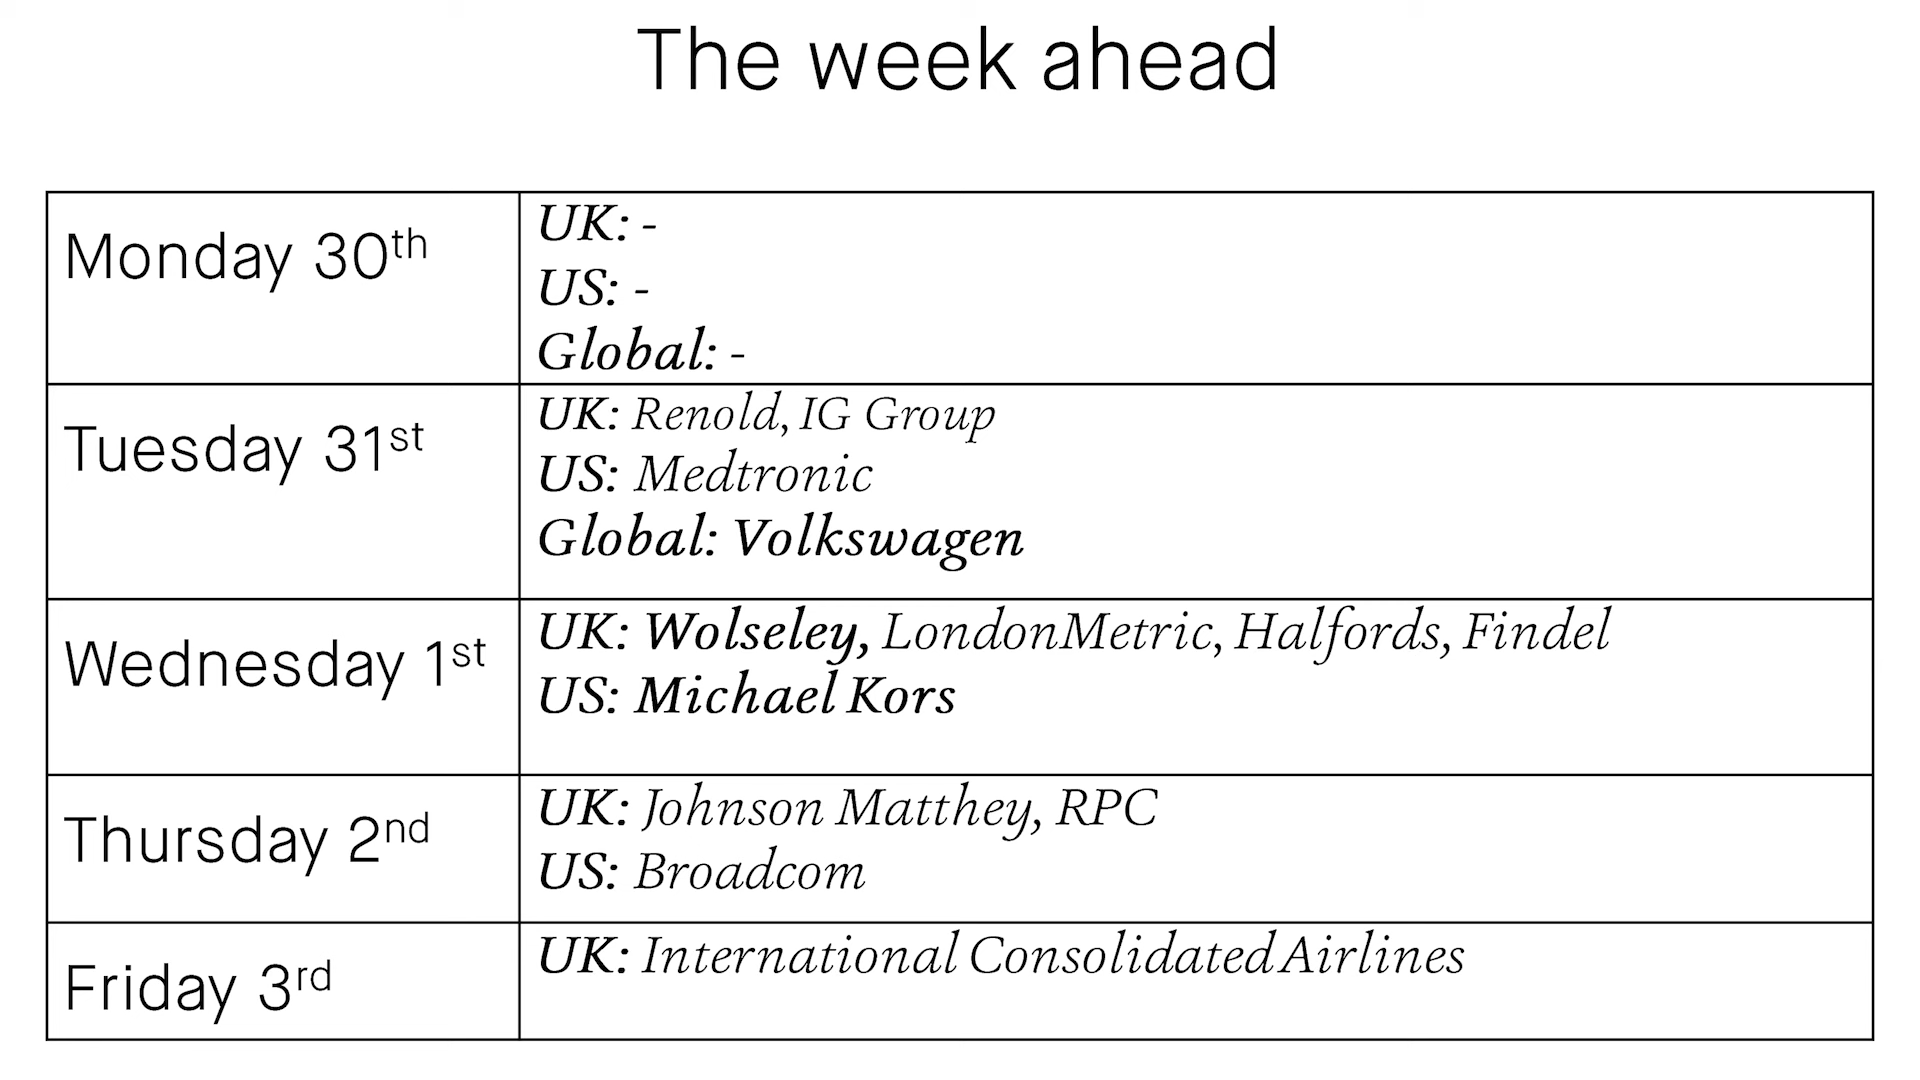 The week ahead
Monday 30th
UK: -
US: -
Global: -
Tuesday 31st
UK: Renold, IG Group
US: Medtronic
Global: Volkswagen
Wednesday 1st
UK: Wolseley, LondonMetric, Halfords, Findel
US: Michael Kors
Thursday 2nd
UK: Johnson Matthey, RPC
US: Broadcom
Friday 3rd
UK: International Consolidated Airlines